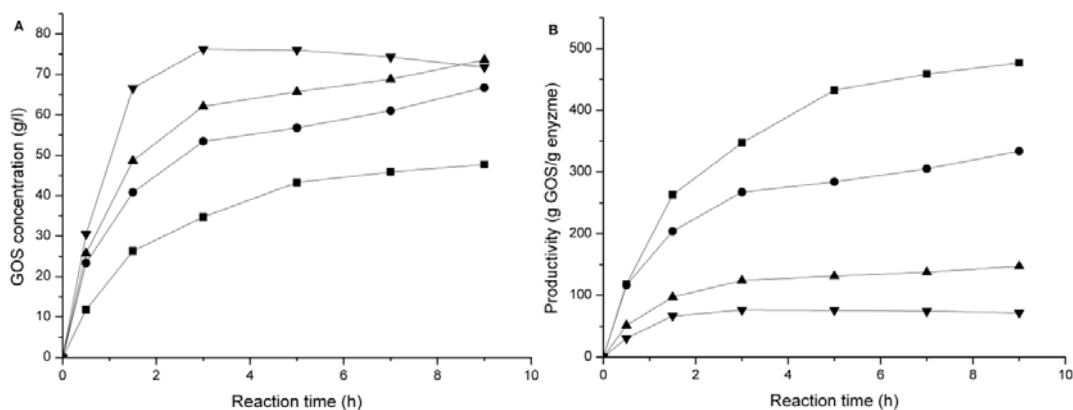 A
GOS concentration (g/l)
80
70
60
50
40
30
20
10
0
0 2 4 6 8 10
Reaction time (h)
B
Productivity (g GOS/g enyzme)
500
400
300
200
100
0
0 2 4 6 8 10
Reaction time (h)